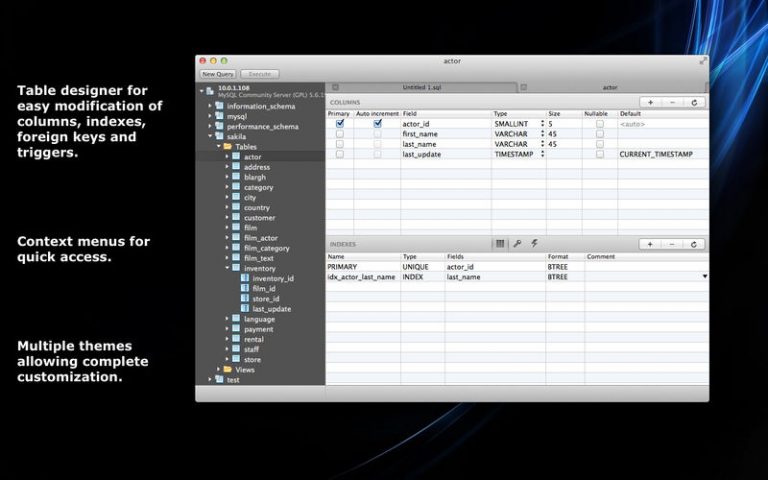 Table designer for
easy modification of
columns, indexes,
foreign keys and
triggers.
Context menus for
quick access.
Multiple themes
allowing complete
customization.
actor
New Query Execute
10.0.1.108
MySQL Community Server (GPL) 5.6.1
information_schema
mysql
performance_schema
sakila
Tables
actor
address
blargh
category
city
country
customer
film
film_actor
film_category
film_text
inventory
inventory_id
film_id
store_id
last_update
language
payment
rental
staff
store
Views
test
Untitled 1.sql actor
COLUMNS
Primary Auto increment Field Type Size Nullable Default
actor_id SMALLINT 5 <auto>
first_name VARCHAR 45
last_name VARCHAR 45
last_update TIMESTAMP CURRENT_TIMESTAMP
INDEXES
Name Type Fields Format Comment
PRIMARY UNIQUE actor_id BTREE
idx_actor_last_name INDEX last_name BTREE